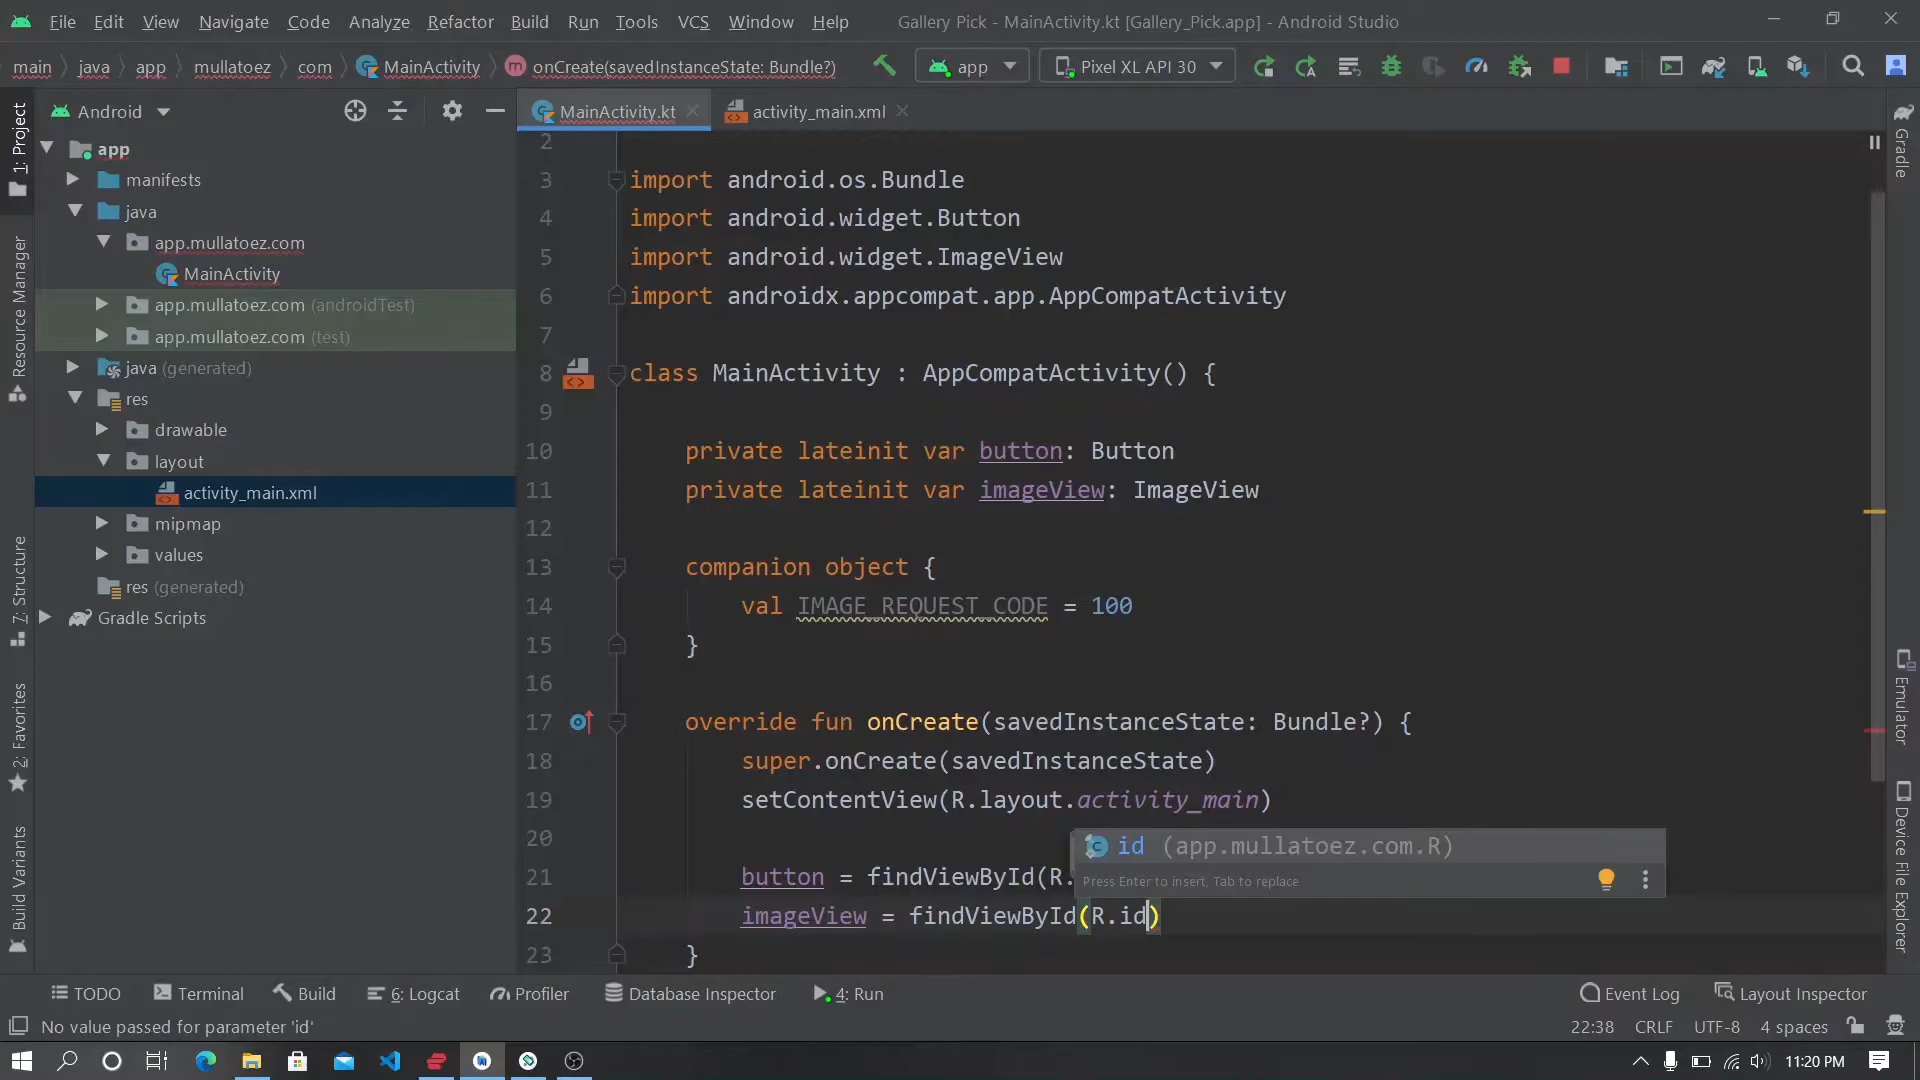 File Edit View Navigate Code Analyze Refactor Build Run Tools VCS Window Help Gallery Pick - MainActivity.kt [Gallery_Pick.app] - Android Studio
main java app mullatoez com MainActivity onCreate(savedInstanceState: Bundle?) app Pixel XL API 30
Android MainActivity.kt activity_main.xml
1: Project
Resource Manager
7: Structure
2: Favorites
Build Variants
app
manifests
java
app.mullatoez.com
MainActivity
app.mullatoez.com (androidTest)
app.mullatoez.com (test)
java (generated)
res
drawable
layout
activity_main.xml
mipmap
values
res (generated)
Gradle Scripts
2
3 import android.os.Bundle
4 import android.widget.Button
5 import android.widget.ImageView
6 import androidx.appcompat.app.AppCompatActivity
7
8 class MainActivity : AppCompatActivity() {
9
10 private lateinit var button: Button
11 private lateinit var imageView: ImageView
12
13 companion object {
14 val IMAGE_REQUEST_CODE = 100
15 }
16
17 override fun onCreate(savedInstanceState: Bundle?) {
18 super.onCreate(savedInstanceState)
19 setContentView(R.layout.activity_main)
20
id (app.mullatoez.com.R)
Press Enter to insert, Tab to replace
21 button = findViewById(R.
22 imageView = findViewById(R.id)
23 }
Gradle
Emulator
Device File Explorer
TODO Terminal Build 6: Logcat Profiler Database Inspector 4: Run Event Log Layout Inspector
No value passed for parameter 'id' 22:38 CRLF UTF-8 4 spaces
11:20 PM